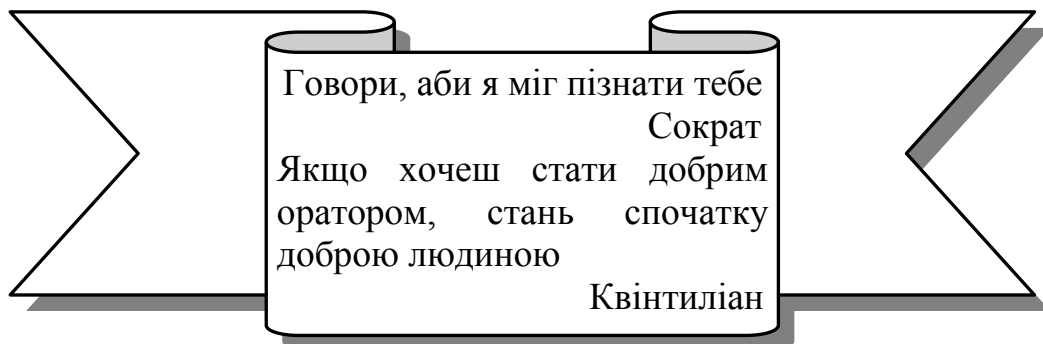 Говори, аби я міг пізнати тебе
Сократ
Якщо хочеш стати добрим
оратором, стань спочатку
доброю людиною
Квінтиліан